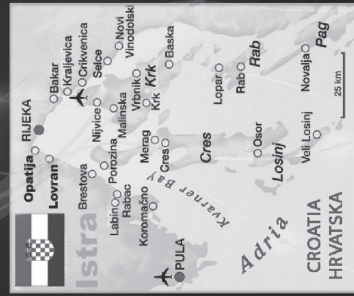 RIJEKA
Opatija
Lovran
Bakar
Kraljevica
Crikvenica
Selce
Novi
Vinodolski
Brestova
Porozina
Njivice
Malinska
Vrbnik
Krk
Krk
Baska
Labin
Rabac
Koromačno
Merag
Cres
Cres
Lopar
Rab
Rab
Istra
Kvarner Bay
PULA
Osor
Losinj
Veli Losinj
Novalja
Pag
Adria
CROATIA
HRVATSKA
25 km